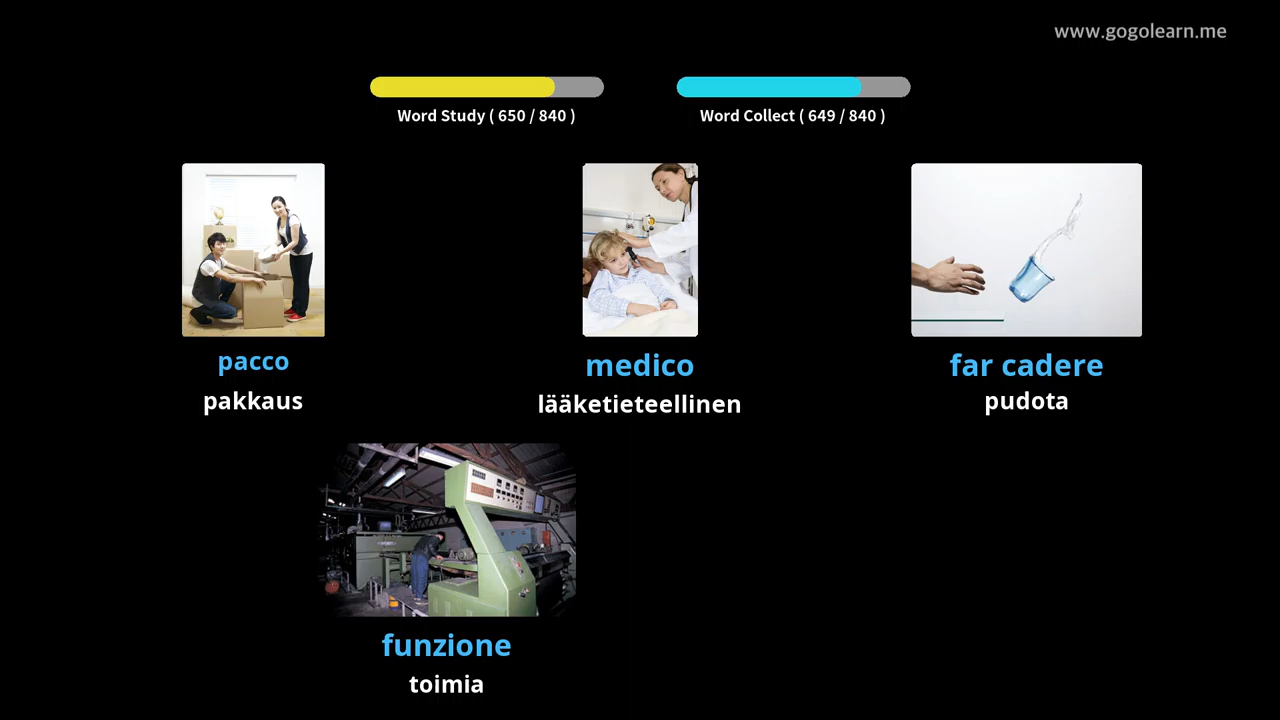 www.gogolearn.me
Word Study ( 650 / 840 )
Word Collect ( 649 / 840 )
pacco
pakkaus
medico
lääketieteellinen
far cadere
pudota
funzione
toimia